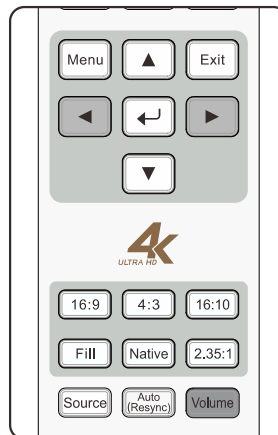 Menu
Exit
4K
ULTRA HD
16:9
4:3
16:10
Fill
Native
2.35:1
Source
Auto
(Resync)
Volume